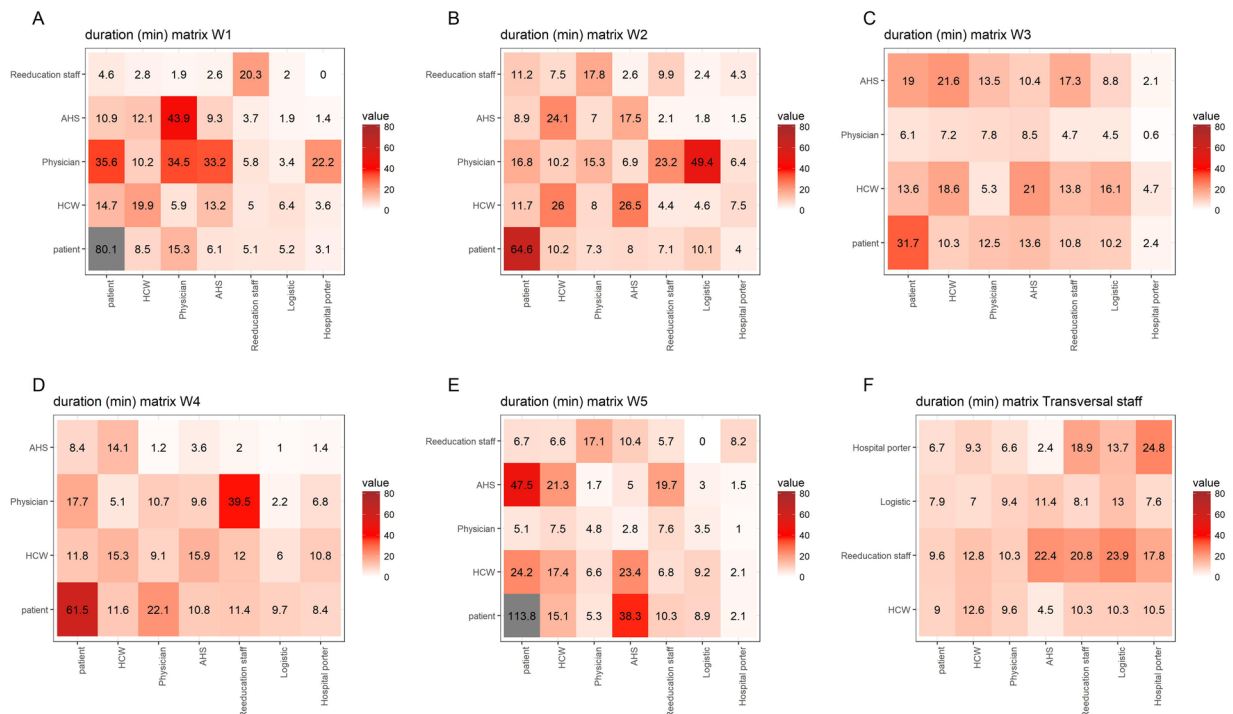 A
duration (min) matrix W1
Reeducation staff 4.6 2.8 1.9 2.6 20.3 2 0
AHS 10.9 12.1 43.9 9.3 3.7 1.9 1.4
Physician 35.6 10.2 34.5 33.2 5.8 3.4 22.2
HCW 14.7 19.9 5.9 13.2 5 6.4 3.6
patient 80.1 8.5 15.3 6.1 5.1 5.2 3.1
patient HCW Physician AHS Reeducation staff Logistic Hospital porter
value
80
60
40
20
0
B
duration (min) matrix W2
Reeducation staff 11.2 7.5 17.8 2.6 9.9 2.4 4.3
AHS 8.9 24.1 7 17.5 2.1 1.8 1.5
Physician 16.8 10.2 15.3 6.9 23.2 49.4 6.4
HCW 11.7 26 8 26.5 4.4 4.6 7.5
patient 64.6 10.2 7.3 8 7.1 10.1 4
patient HCW Physician AHS Reeducation staff Logistic Hospital porter
value
80
60
40
20
0
C
duration (min) matrix W3
AHS 19 21.6 13.5 10.4 17.3 8.8 2.1
Physician 6.1 7.2 7.8 8.5 4.7 4.5 0.6
HCW 13.6 18.6 5.3 21 13.8 16.1 4.7
patient 31.7 10.3 12.5 13.6 10.8 10.2 2.4
patient HCW Physician AHS Reeducation staff Logistic Hospital porter
value
80
60
40
20
0
D
duration (min) matrix W4
AHS 8.4 14.1 1.2 3.6 2 1 1.4
Physician 17.7 5.1 10.7 9.6 39.5 2.2 6.8
HCW 11.8 15.3 9.1 15.9 12 6 10.8
patient 61.5 11.6 22.1 10.8 11.4 9.7 8.4
patient HCW Physician AHS Reeducation staff Logistic Hospital porter
value
80
60
40
20
0
E
duration (min) matrix W5
Reeducation staff 6.7 6.6 17.1 10.4 5.7 0 8.2
AHS 47.5 21.3 1.7 5 19.7 3 1.5
Physician 5.1 7.5 4.8 2.8 7.6 3.5 1
HCW 24.2 17.4 6.6 23.4 6.8 9.2 2.1
patient 113.8 15.1 5.3 38.3 10.3 8.9 2.1
patient HCW Physician AHS Reeducation staff Logistic Hospital porter
value
80
60
40
20
0
F
duration (min) matrix Transversal staff
Hospital porter 6.7 9.3 6.6 2.4 18.9 13.7 24.8
Logistic 7.9 7 9.4 11.4 8.1 13 7.6
Reeducation staff 9.6 12.8 10.3 22.4 20.8 23.9 17.8
HCW 9 12.6 9.6 4.5 10.3 10.3 10.5
patient HCW Physician AHS Reeducation staff Logistic Hospital porter
value
80
60
40
20
0